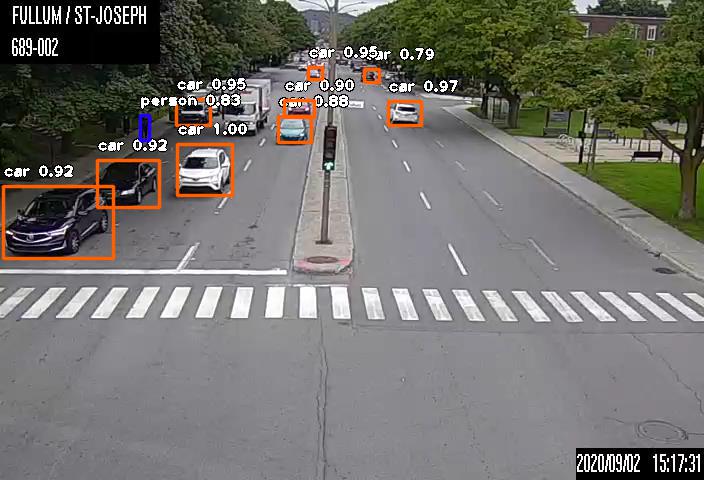 FULLUM / ST-JOSEPH
689-002
car 0.95
car 0.79
car 0.95
car 0.90
car 0.97
person 0.83
car 0.88
car 1.00
car 0.92
car 0.92
2020/09/02 15:17:31